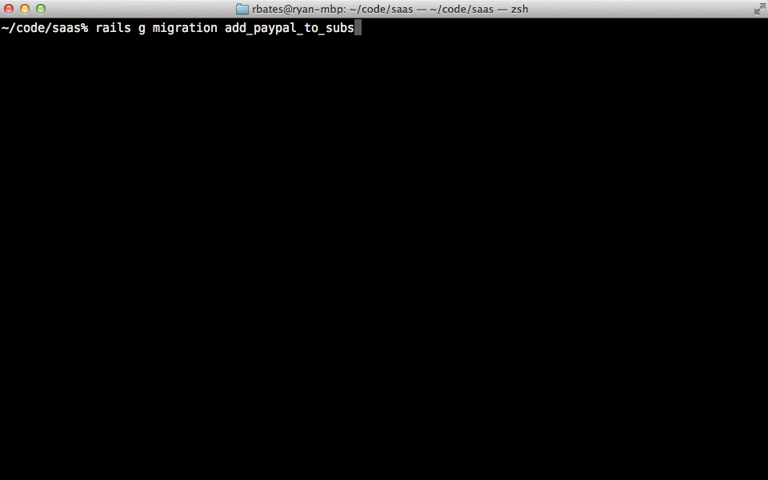 rbates@ryan-mbp: ~/code/saas — ~/code/saas — zsh
~/code/saas% rails g migration add_paypal_to_subs